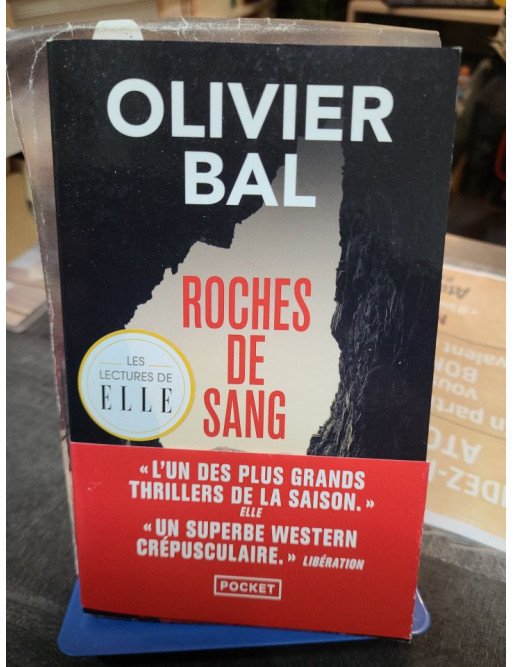 OLIVIER
BAL
ROCHES
DE
SANG
LES
LECTURES DE
ELLE
« L'UN DES PLUS GRANDS
THRILLERS DE LA SAISON. »
ELLE
« UN SUPERBE WESTERN
CRÉPUSCULAIRE. » LIBÉRATION
POCKET